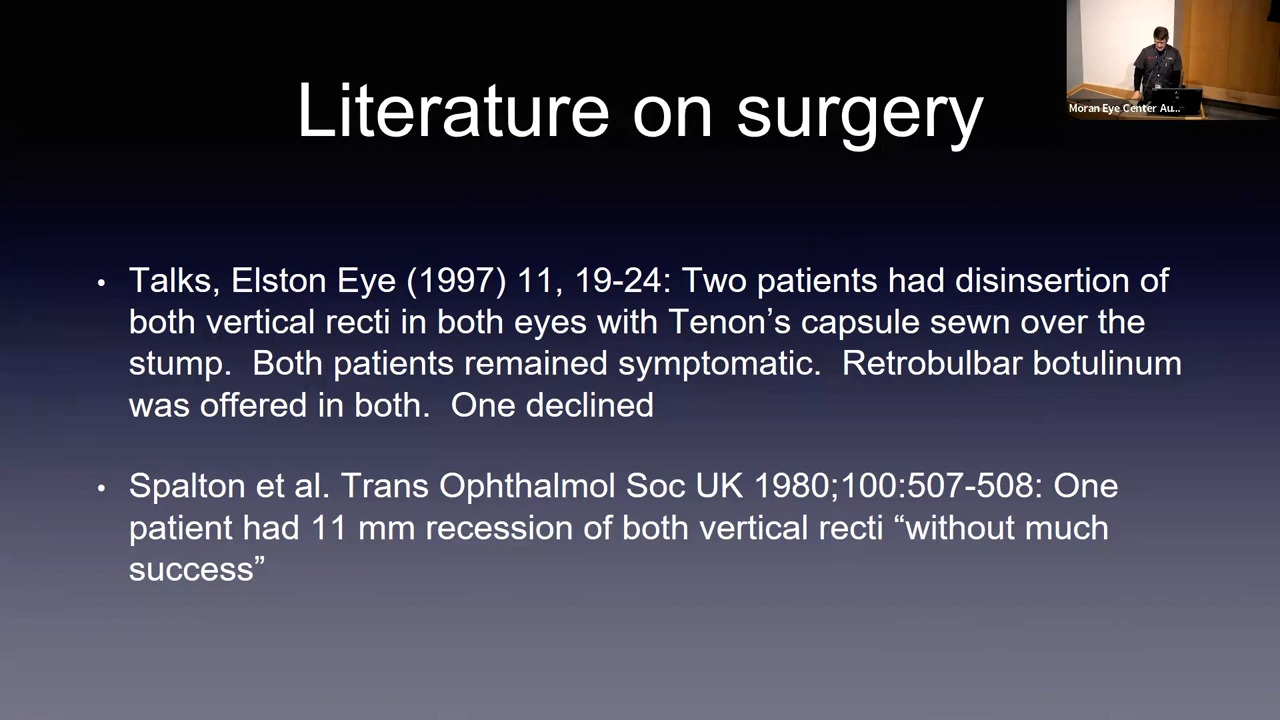 Literature on surgery
Moran Eye Center Au...
• Talks, Elston Eye (1997) 11, 19-24: Two patients had disinsertion of
both vertical recti in both eyes with Tenon’s capsule sewn over the
stump.  Both patients remained symptomatic.  Retrobulbar botulinum
was offered in both.  One declined
• Spalton et al. Trans Ophthalmol Soc UK 1980;100:507-508: One
patient had 11 mm recession of both vertical recti “without much
success”